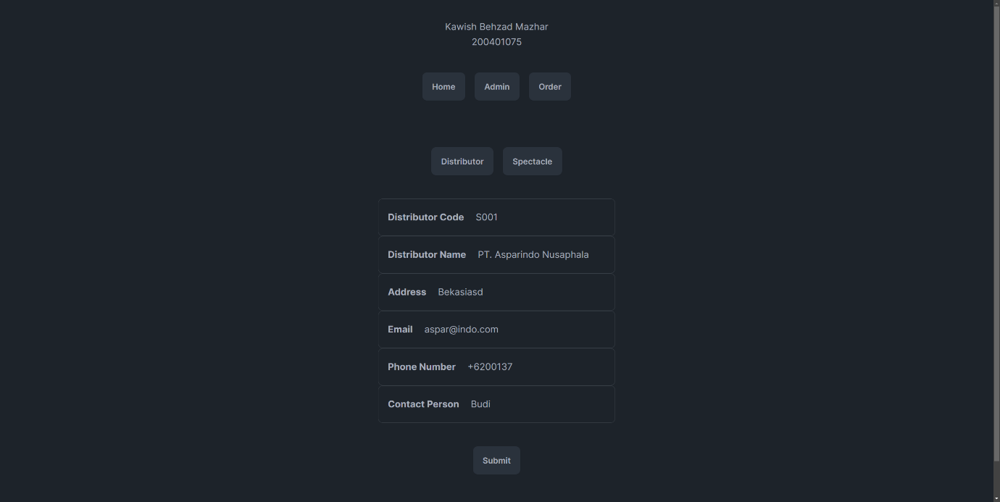 Kawish Behzad Mazhar
200401075
Home Admin Order
Distributor Spectacle
Distributor Code S001
Distributor Name PT. Asparindo Nusaphala
Address Bekasiasd
Email aspar@indo.com
Phone Number +6200137
Contact Person Budi
Submit